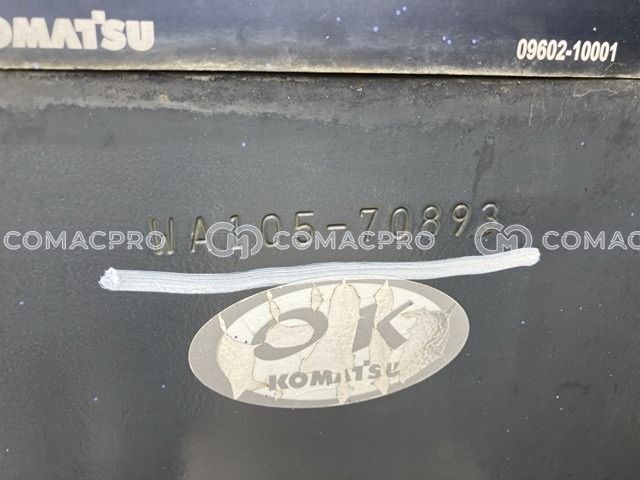 OMATSU 09602-10001
WA105-70893
COMACPRO COMACPRO COMACPRO
OK
KOMATSU